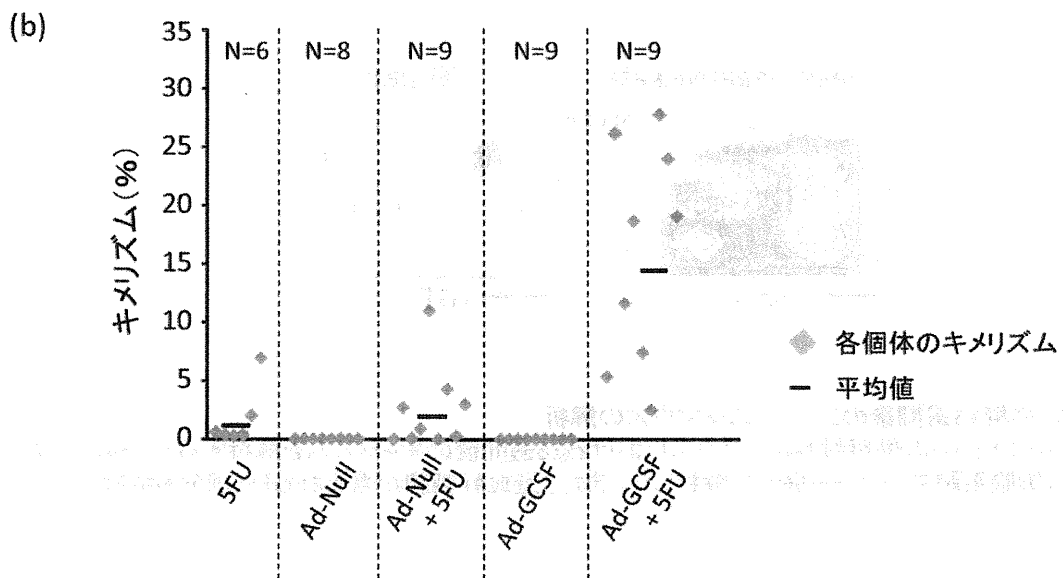 (b)
35
30
25
20
15
10
5
0
キメリズム(%)
N=6
N=8
N=9
N=9
N=9
5FU
Ad-Null
Ad-Null
+ 5FU
Ad-GCSF
Ad-GCSF
+ 5FU
各個体のキメリズム
平均値